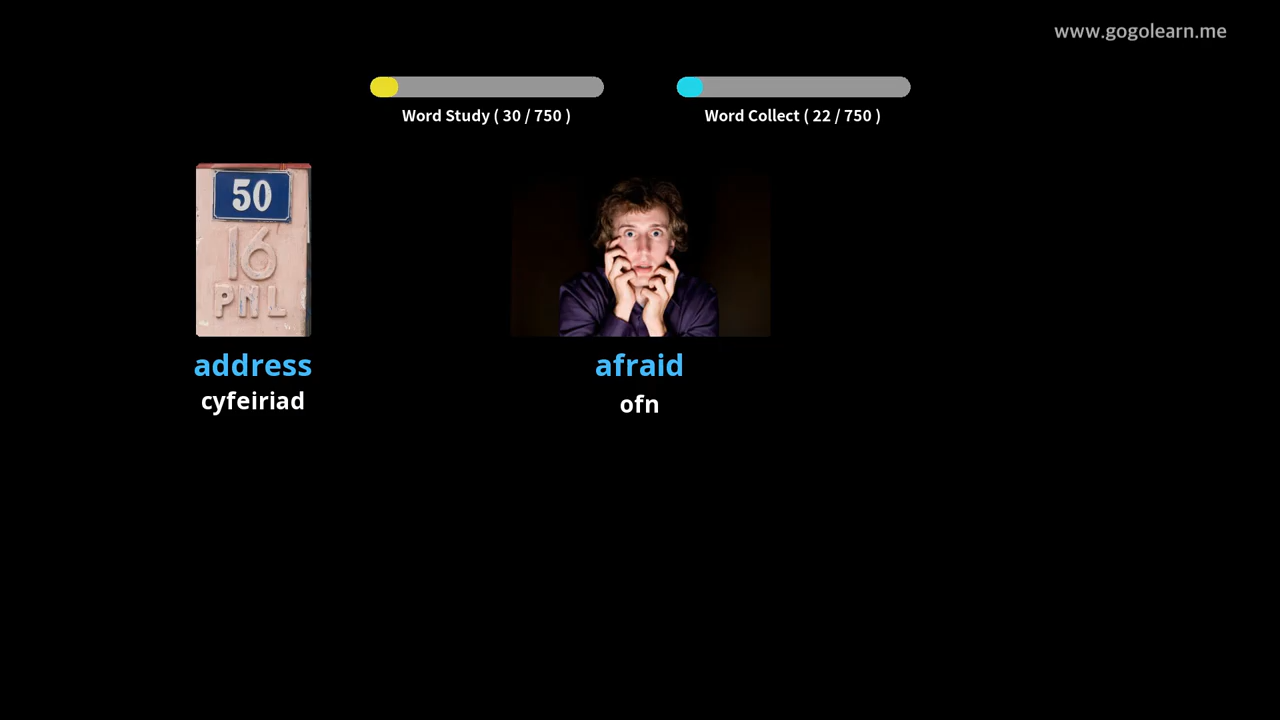 www.gogolearn.me
Word Study ( 30 / 750 )
Word Collect ( 22 / 750 )
50
16
PNL
address
cyfeiriad
afraid
ofn